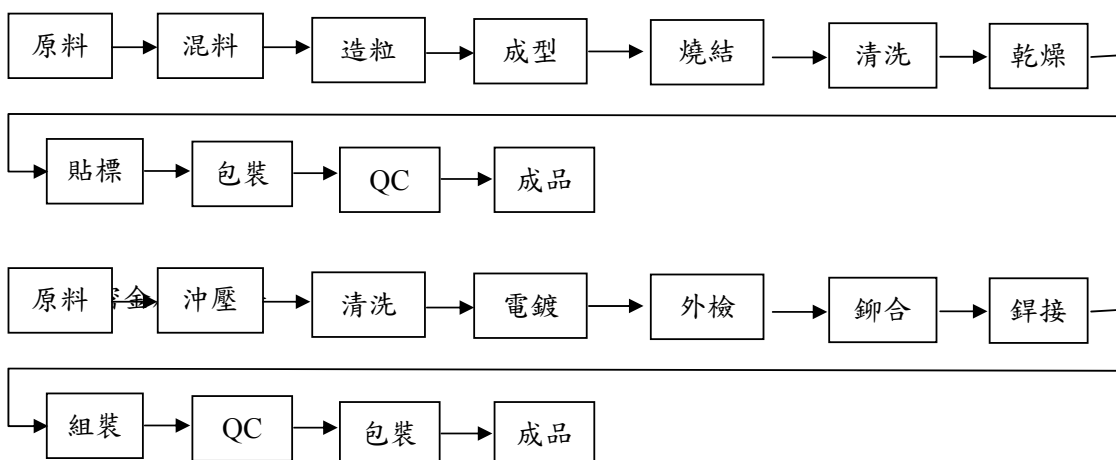 原料 混料 造粒 成型 燒結 清洗 乾燥
貼標 包裝 QC 成品
原料 金 沖壓 清洗 電鍍 外檢 鉚合 銲接
組裝 QC 包裝 成品